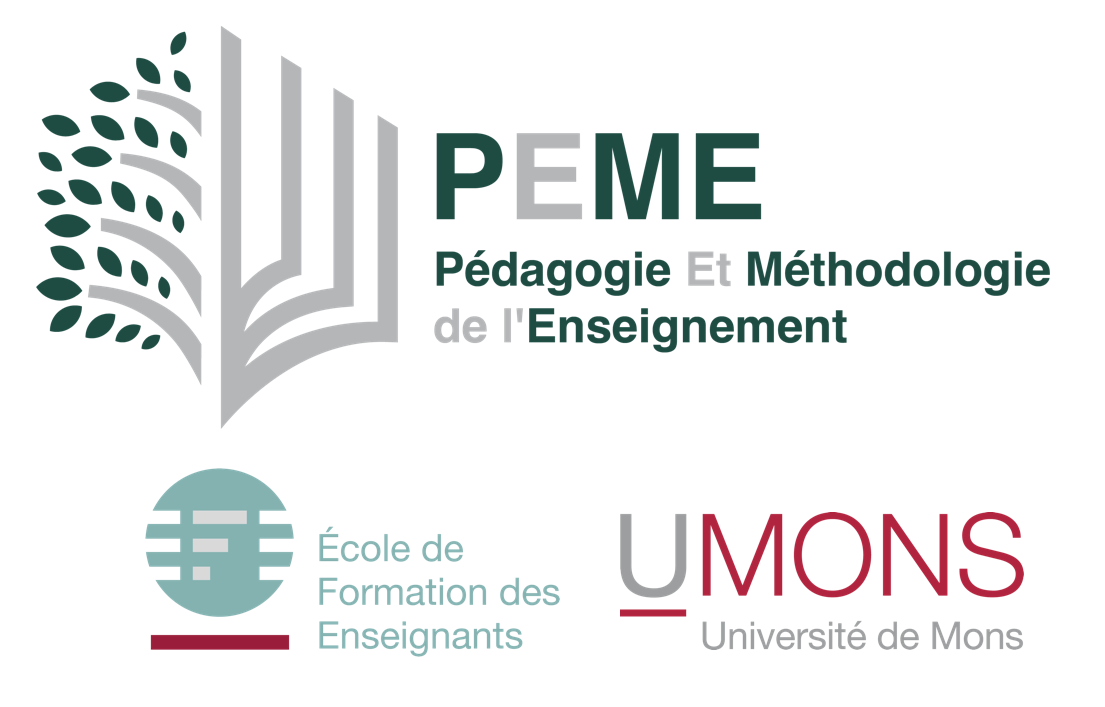 PEME
Pédagogie Et Méthodologie
de l'Enseignement
École de
Formation des
Enseignants
UMONS
Université de Mons